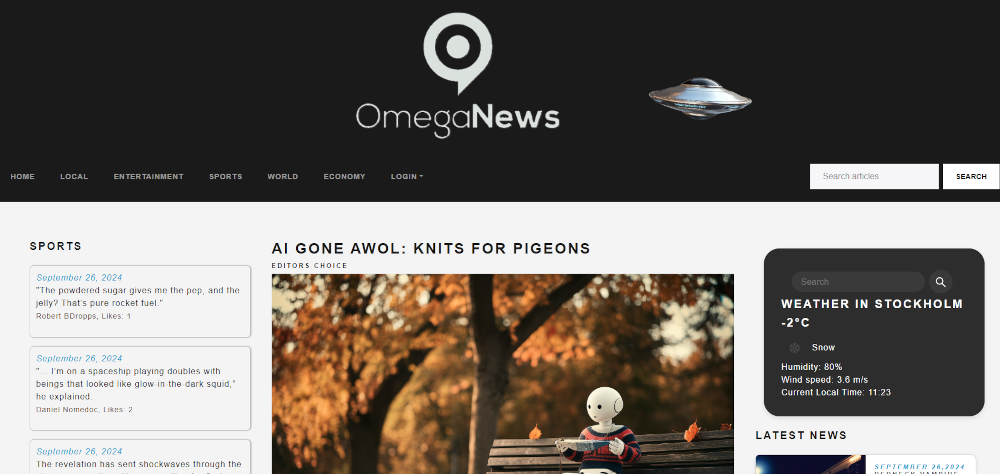 OmegaNews
HOME LOCAL ENTERTAINMENT SPORTS WORLD ECONOMY LOGIN
Search articles
SEARCH
SPORTS
September 26, 2024
"The powdered sugar gives me the pep, and the
jelly? That's pure rocket fuel."
Robert BDropps, Likes: 1
September 26, 2024
"... I'm on a spaceship playing doubles with
beings that looked like glow-in-the-dark squid,"
he explained.
Daniel Nomedoc, Likes: 2
September 26, 2024
The revelation has sent shockwaves through the
AI GONE AWOL: KNITS FOR PIGEONS
EDITORS CHOICE
Search
WEATHER IN STOCKHOLM
-2°C
Snow
Humidity: 80%
Wind speed: 3.6 m/s
Current Local Time: 11:23
LATEST NEWS
SEPTEMBER 26,2024
REDNECK VAMPIRE